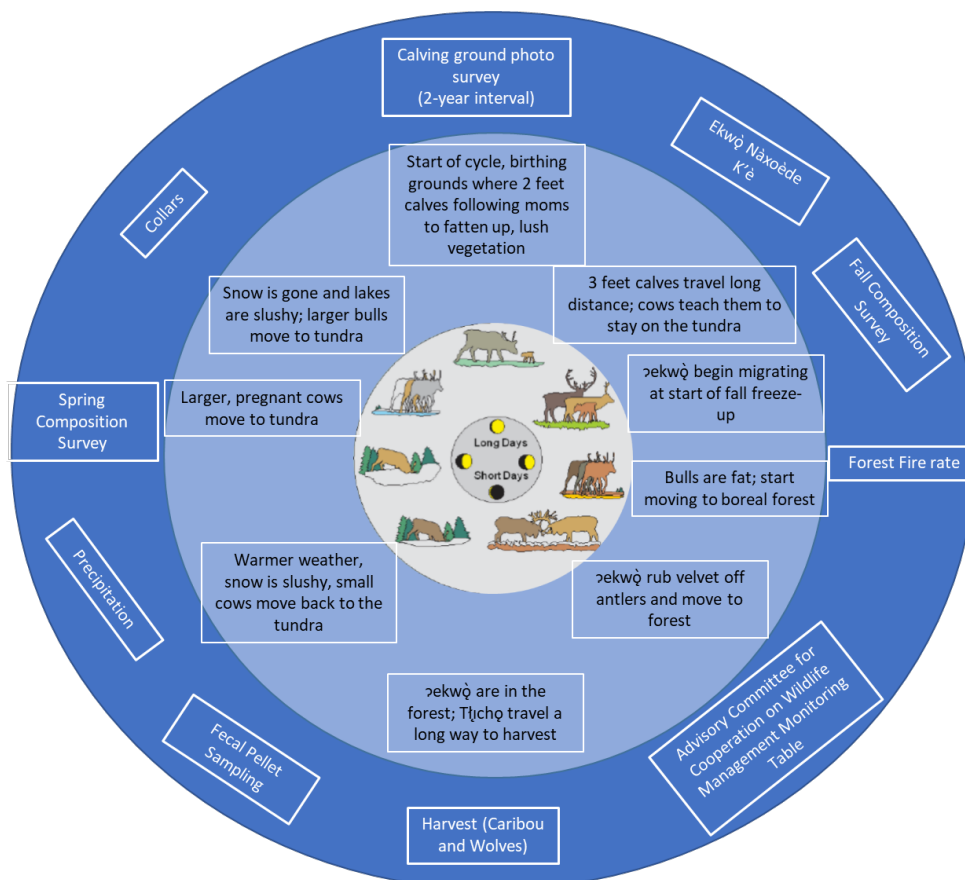 Calving ground photo
survey
(2-year interval)
Ekwǫ̀ Nàxoède
K'è
Fall Composition
Survey
Forest Fire rate
Advisory Committee for
Cooperation on Wildlife
Management Monitoring
Table
Harvest (Caribou
and Wolves)
Fecal Pellet
Sampling
Precipitation
Spring
Composition
Survey
Collars
Start of cycle, birthing
grounds where 2 feet
calves following moms
to fatten up, lush
vegetation
3 feet calves travel long
distance; cows teach them to
stay on the tundra
ɔekwǫ̀ begin migrating
at start of fall freeze-
up
Bulls are fat; start
moving to boreal forest
ɔekwǫ̀ rub velvet off
antlers and move to
forest
ɔekwǫ̀ are in the
forest; Tł̨ıchǫ travel a
long way to harvest
Warmer weather,
snow is slushy, small
cows move back to the
tundra
Larger, pregnant cows
move to tundra
Snow is gone and lakes
are slushy; larger bulls
move to tundra
Long Days
Short Days